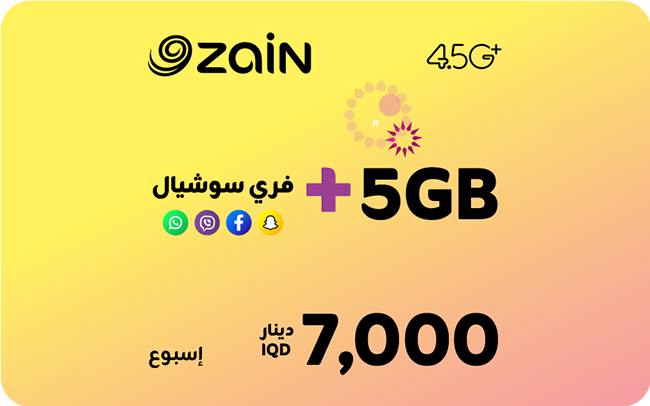 zain
4.5G+
5GB + فري سوشيال
7,000 دينار
IQD
إسبوع